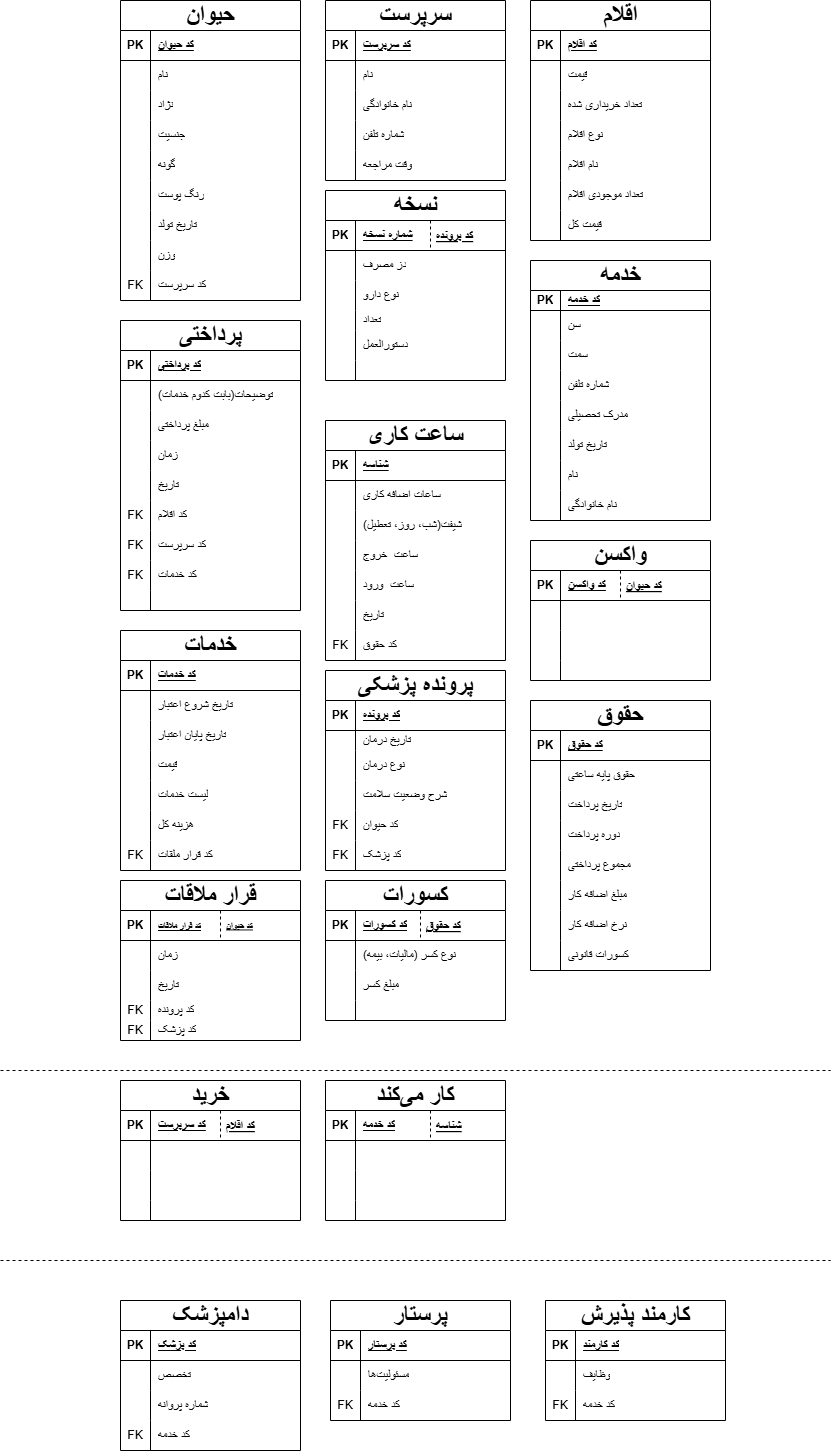 حیوان
PK کد حیوان
نام
نژاد
جنسیت
گونه
رنگ پوست
تاریخ تولد
وزن
FK کد سرپرست
سرپرست
PK کد سرپرست
نام
نام خانوانگی
شماره تلفن
وقت مراجعه
اقلام
PK کد اقلام
قیمت
تعداد خریداری شده
نوع اقلام
نام اقلام
تعداد موجودی اقلام
قیمت کل
نسخه
PK شماره نسخه کد پرونده
دز مصرف
نوع دارو
تعداد
دستورالعمل
خدمه
PK کد خدمه
سن
سمت
شماره تلفن
مدرک تحصیلی
تاریخ تولد
نام
نام خانوانگی
پرداختی
PK کد پرداختی
توضیحات(بابت کدوم خدمات)
مبلغ پرداختی
زمان
تاریخ
FK کد اقلام
FK کد سرپرست
FK کد خدمات
ساعت کاری
PK شناسه
ساعات اضافه کاری
شیفت(شب، روز، تعطیل)
ساعت خروج
ساعت ورود
تاریخ
FK کد حقوق
واکسن
PK کد واکسن کد حیوان
خدمات
PK کد خدمات
تاریخ شروع اعتبار
تاریخ پایان اعتبار
قیمت
لیست خدمات
هزینه کل
FK کد قرار ملقات
پرونده پزشکی
PK کد پرونده
تاریخ درمان
نوع درمان
شرح وضعیت سلامت
FK کد حیوان
FK کد پزشک
حقوق
PK کد حقوق
حقوق پایه ساعتی
تاریخ پرداخت
دوره پرداخت
مجموع پرداختی
مبلغ اضافه کار
نرخ اضافه کار
کسورات قانونی
قرار ملاقات
PK کد قرار ملاقات کد حیوان
زمان
تاریخ
FK کد پرونده
FK کد پزشک
کسورات
PK کد کسورات کد حقوق
نوع کسر (مالیات، بیمه)
مبلغ کسر
خرید
PK کد سرپرست کد اقلام
کار می‌کند
PK کد خدمه شناسه
دامپزشک
PK کد پزشک
تخصص
شماره پروانه
FK کد خدمه
پرستار
PK کد پرستار
مسئولیت‌ها
FK کد خدمه
کارمند پذیرش
PK کد کارمند
وظایف
FK کد خدمه